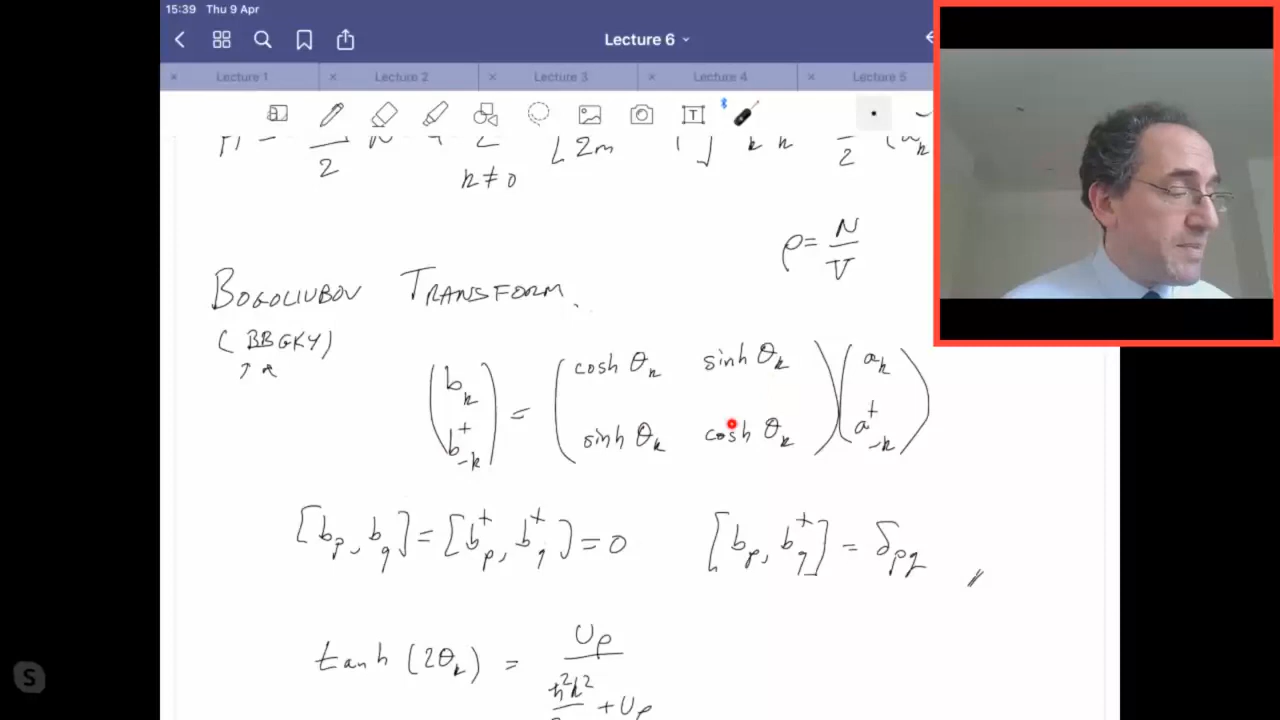 15:39 Thu 9 Apr
Lecture 6
Lecture 1 Lecture 2 Lecture 3 Lecture 4 Lecture 5
2 k≠0 [ 2m 2
ρ = N/V
BOGOLIUBOV TRANSFORM.
(BBGKY)
(b_k, b^†_{-k}) = (cosh θ_k sinh θ_k, sinh θ_k cosh θ_k) (a_k, a^†_{-k})
[b_p, b_q] = [b^†_p, b^†_q] = 0 [b_p, b^†_q] = δ_{pq}
tanh (2θ_k) = Uρ / (ħ²k² + Uρ
S